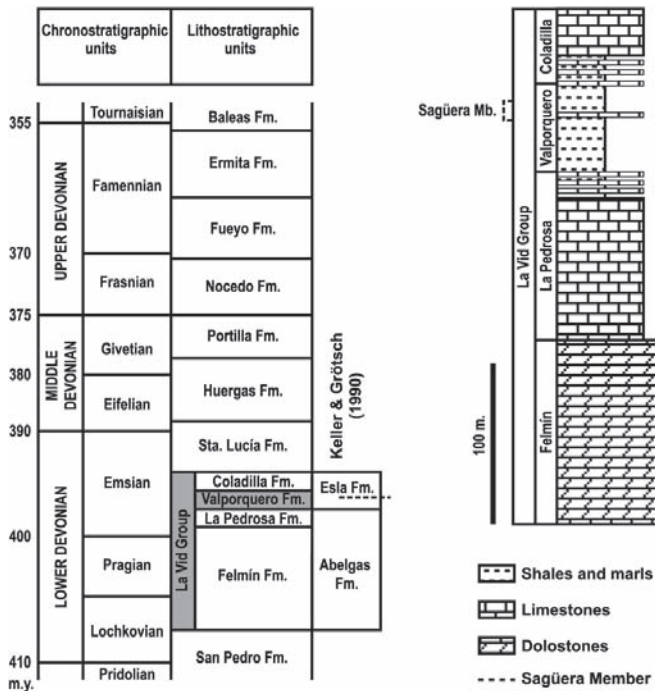 Chronostratigraphic
units
Lithostratigraphic
units
355
370
375
380
390
400
410
m.y.
UPPER DEVONIAN
MIDDLE
DEVONIAN
LOWER DEVONIAN
Tournaisian
Famennian
Frasnian
Givetian
Eifelian
Emsian
Pragian
Lochkovian
Pridolian
Baleas Fm.
Ermita Fm.
Fueyo Fm.
Nocedo Fm.
Portilla Fm.
Huergas Fm.
Sta. Lucía Fm.
La Vid Group
Coladilla Fm.
Valporquero Fm.
La Pedrosa Fm.
Felmín Fm.
San Pedro Fm.
Keller & Grötsch
(1990)
Esla Fm.
Abelgas
Fm.
Sagüera Mb.
La Vid Group
Coladilla
Valporquero
La Pedrosa
Felmín
100 m.
Shales and marls
Limestones
Dolostones
Sagüera Member